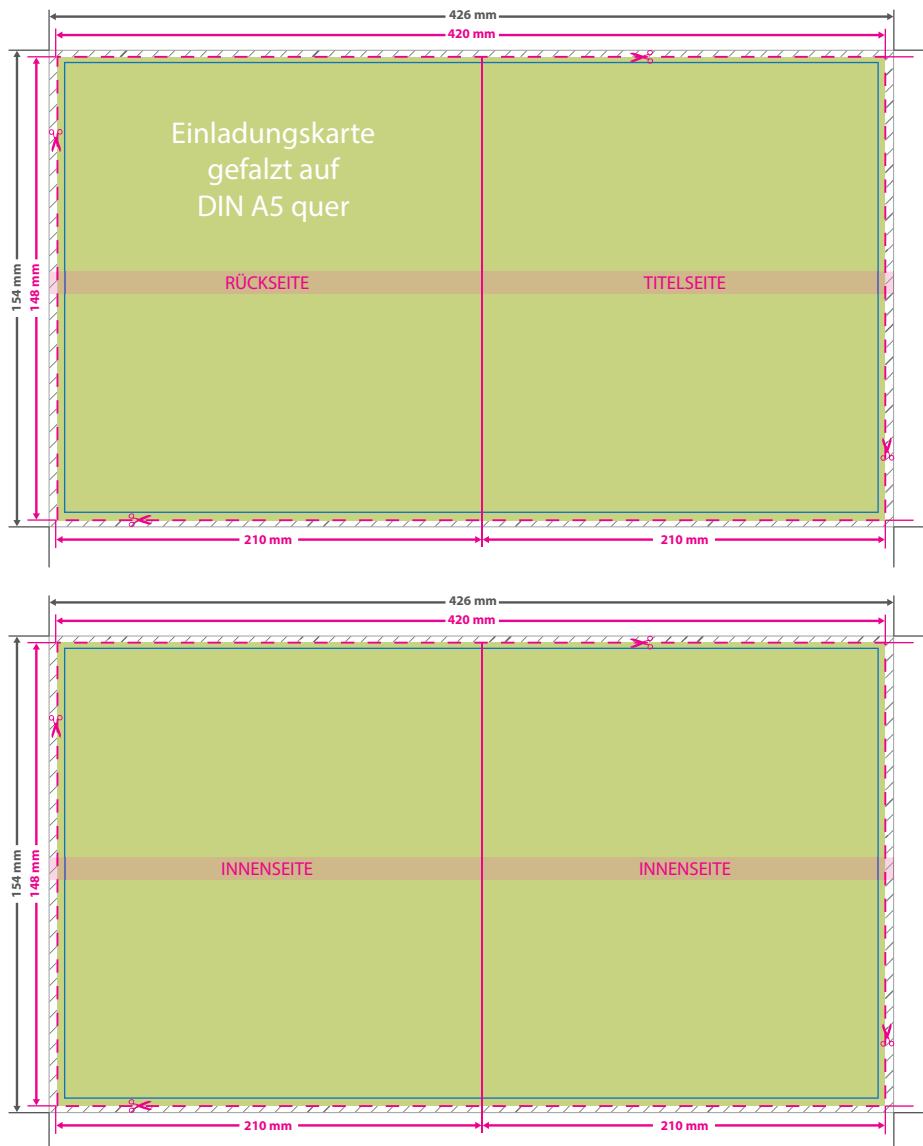 426 mm
420 mm
Einladungskarte
gefalzt auf
DIN A5 quer
154 mm
148 mm
RÜCKSEITE
TITELSEITE
210 mm
210 mm
426 mm
420 mm
154 mm
148 mm
INNENSEITE
INNENSEITE
210 mm
210 mm